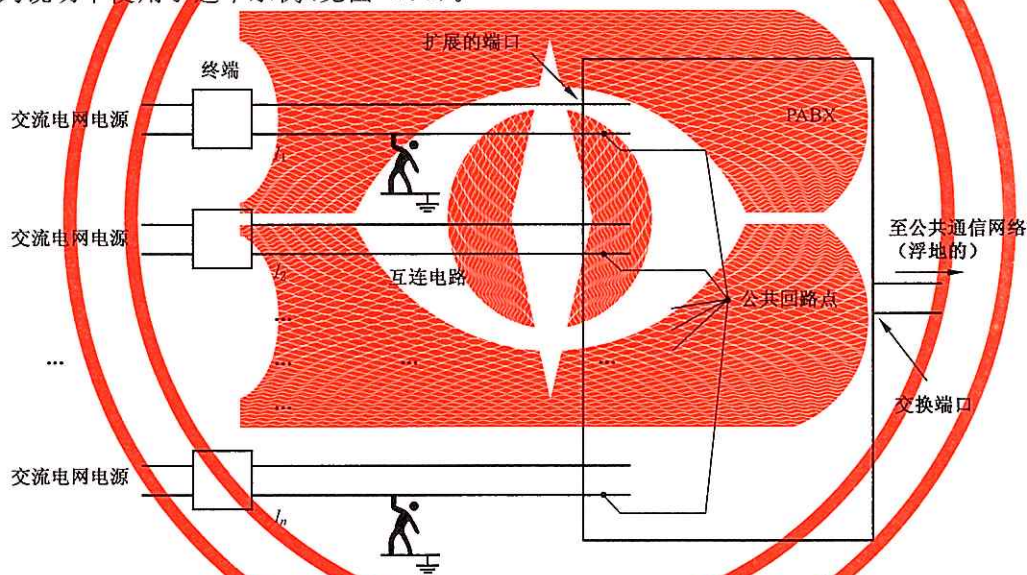 扩展的端口
终端
交流电网电源
PABX
I₁
交流电网电源
至公共通信网络
（浮地的）
I₂
互连电路
公共回路点
...
... ... ...
...
交换端口
交流电网电源
Iₙ